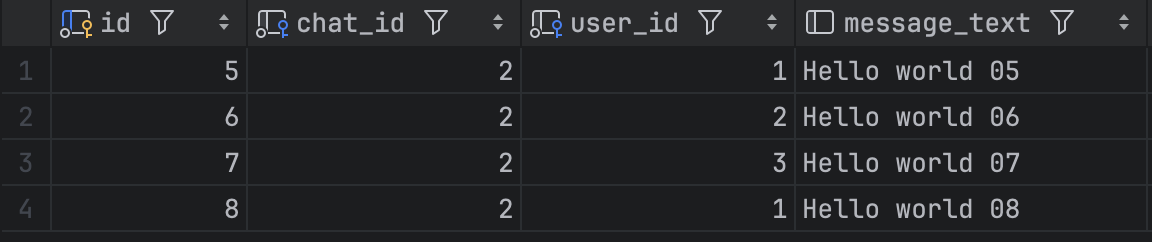 id chat_id user_id message_text
1 5 2 1 Hello world 05
2 6 2 2 Hello world 06
3 7 2 3 Hello world 07
4 8 2 1 Hello world 08